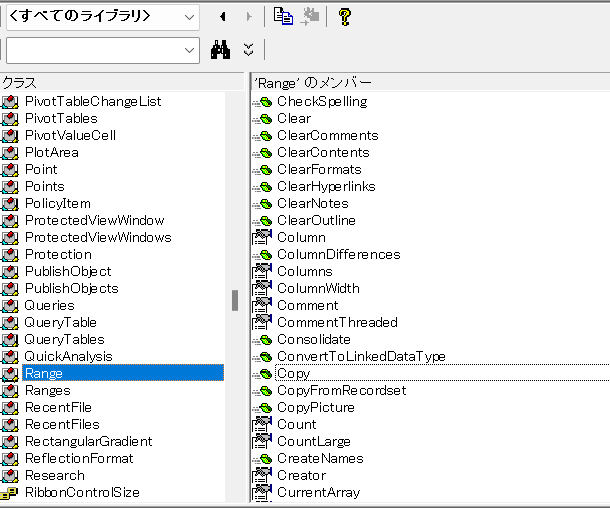 <すべてのライブラリ>
クラス
PivotTableChangeList
PivotTables
PivotValueCell
PlotArea
Point
Points
PolicyItem
ProtectedViewWindow
ProtectedViewWindows
Protection
PublishObject
PublishObjects
Queries
QueryTable
QueryTables
QuickAnalysis
Range
Ranges
RecentFile
RecentFiles
RectangularGradient
ReflectionFormat
Research
RibbonControlSize
'Range' のメンバー
CheckSpelling
Clear
ClearComments
ClearContents
ClearFormats
ClearHyperlinks
ClearNotes
ClearOutline
Column
ColumnDifferences
Columns
ColumnWidth
Comment
CommentThreaded
Consolidate
ConvertToLinkedDataType
Copy
CopyFromRecordset
CopyPicture
Count
CountLarge
CreateNames
Creator
CurrentArray